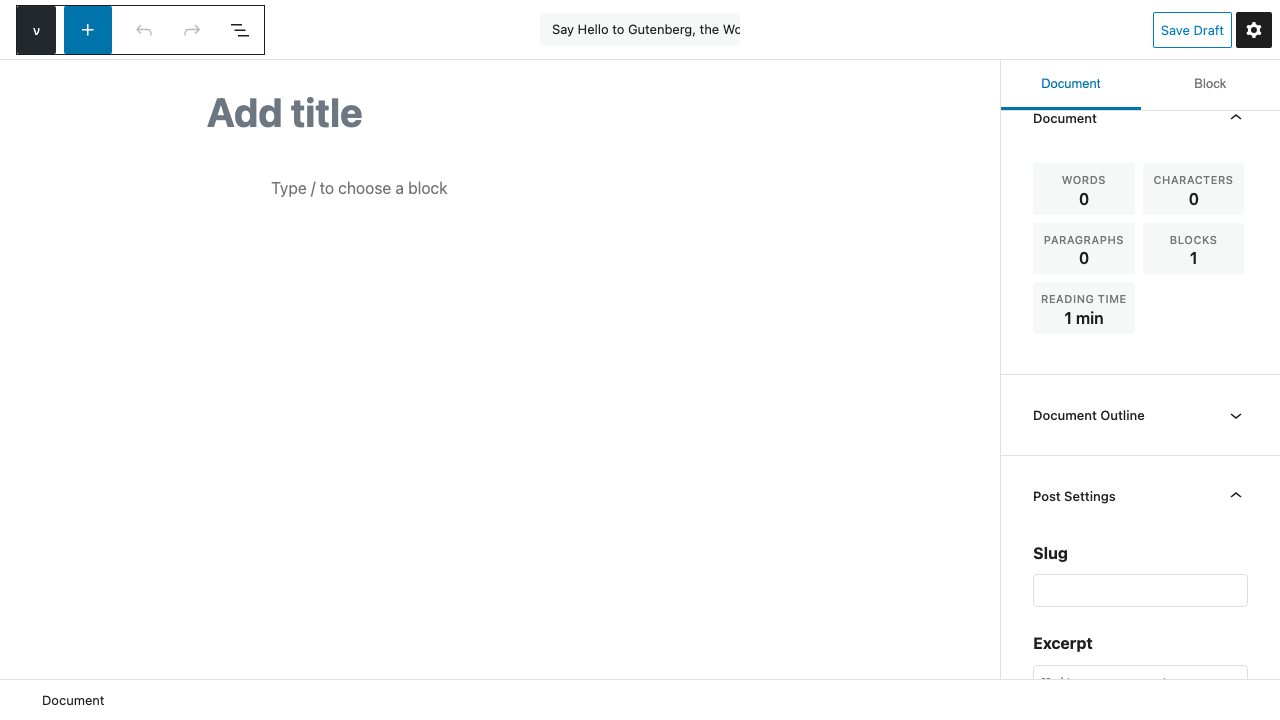 v
Say Hello to Gutenberg, the Wo
Save Draft
Document
Block
Add title
Type / to choose a block
Document
WORDS
0
CHARACTERS
0
PARAGRAPHS
0
BLOCKS
1
READING TIME
1 min
Document Outline
Post Settings
Slug
Excerpt
Document